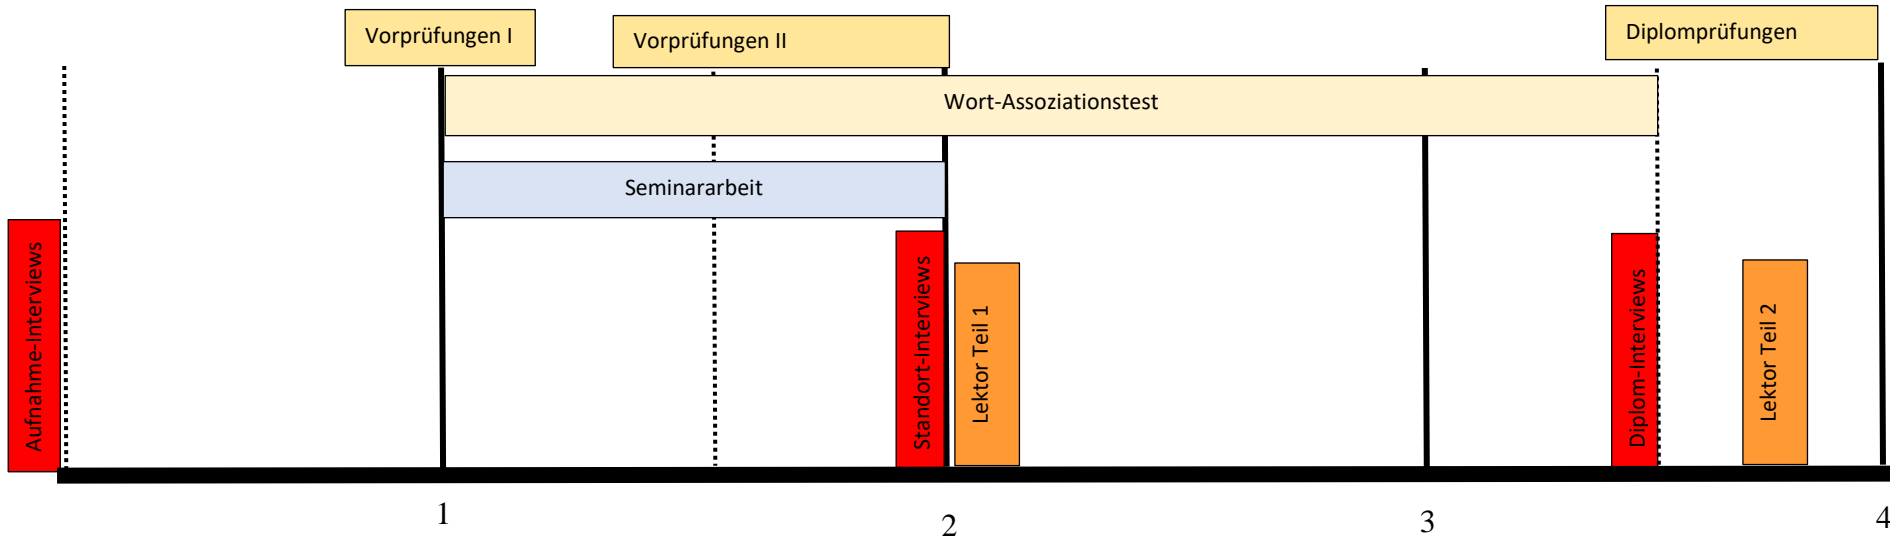 Vorprüfungen I
Vorprüfungen II
Diplomprüfungen
Wort-Assoziationstest
Seminararbeit
Aufnahme-Interviews
Standort-Interviews
Lektor Teil 1
Diplom-Interviews
Lektor Teil 2
1
2
3
4